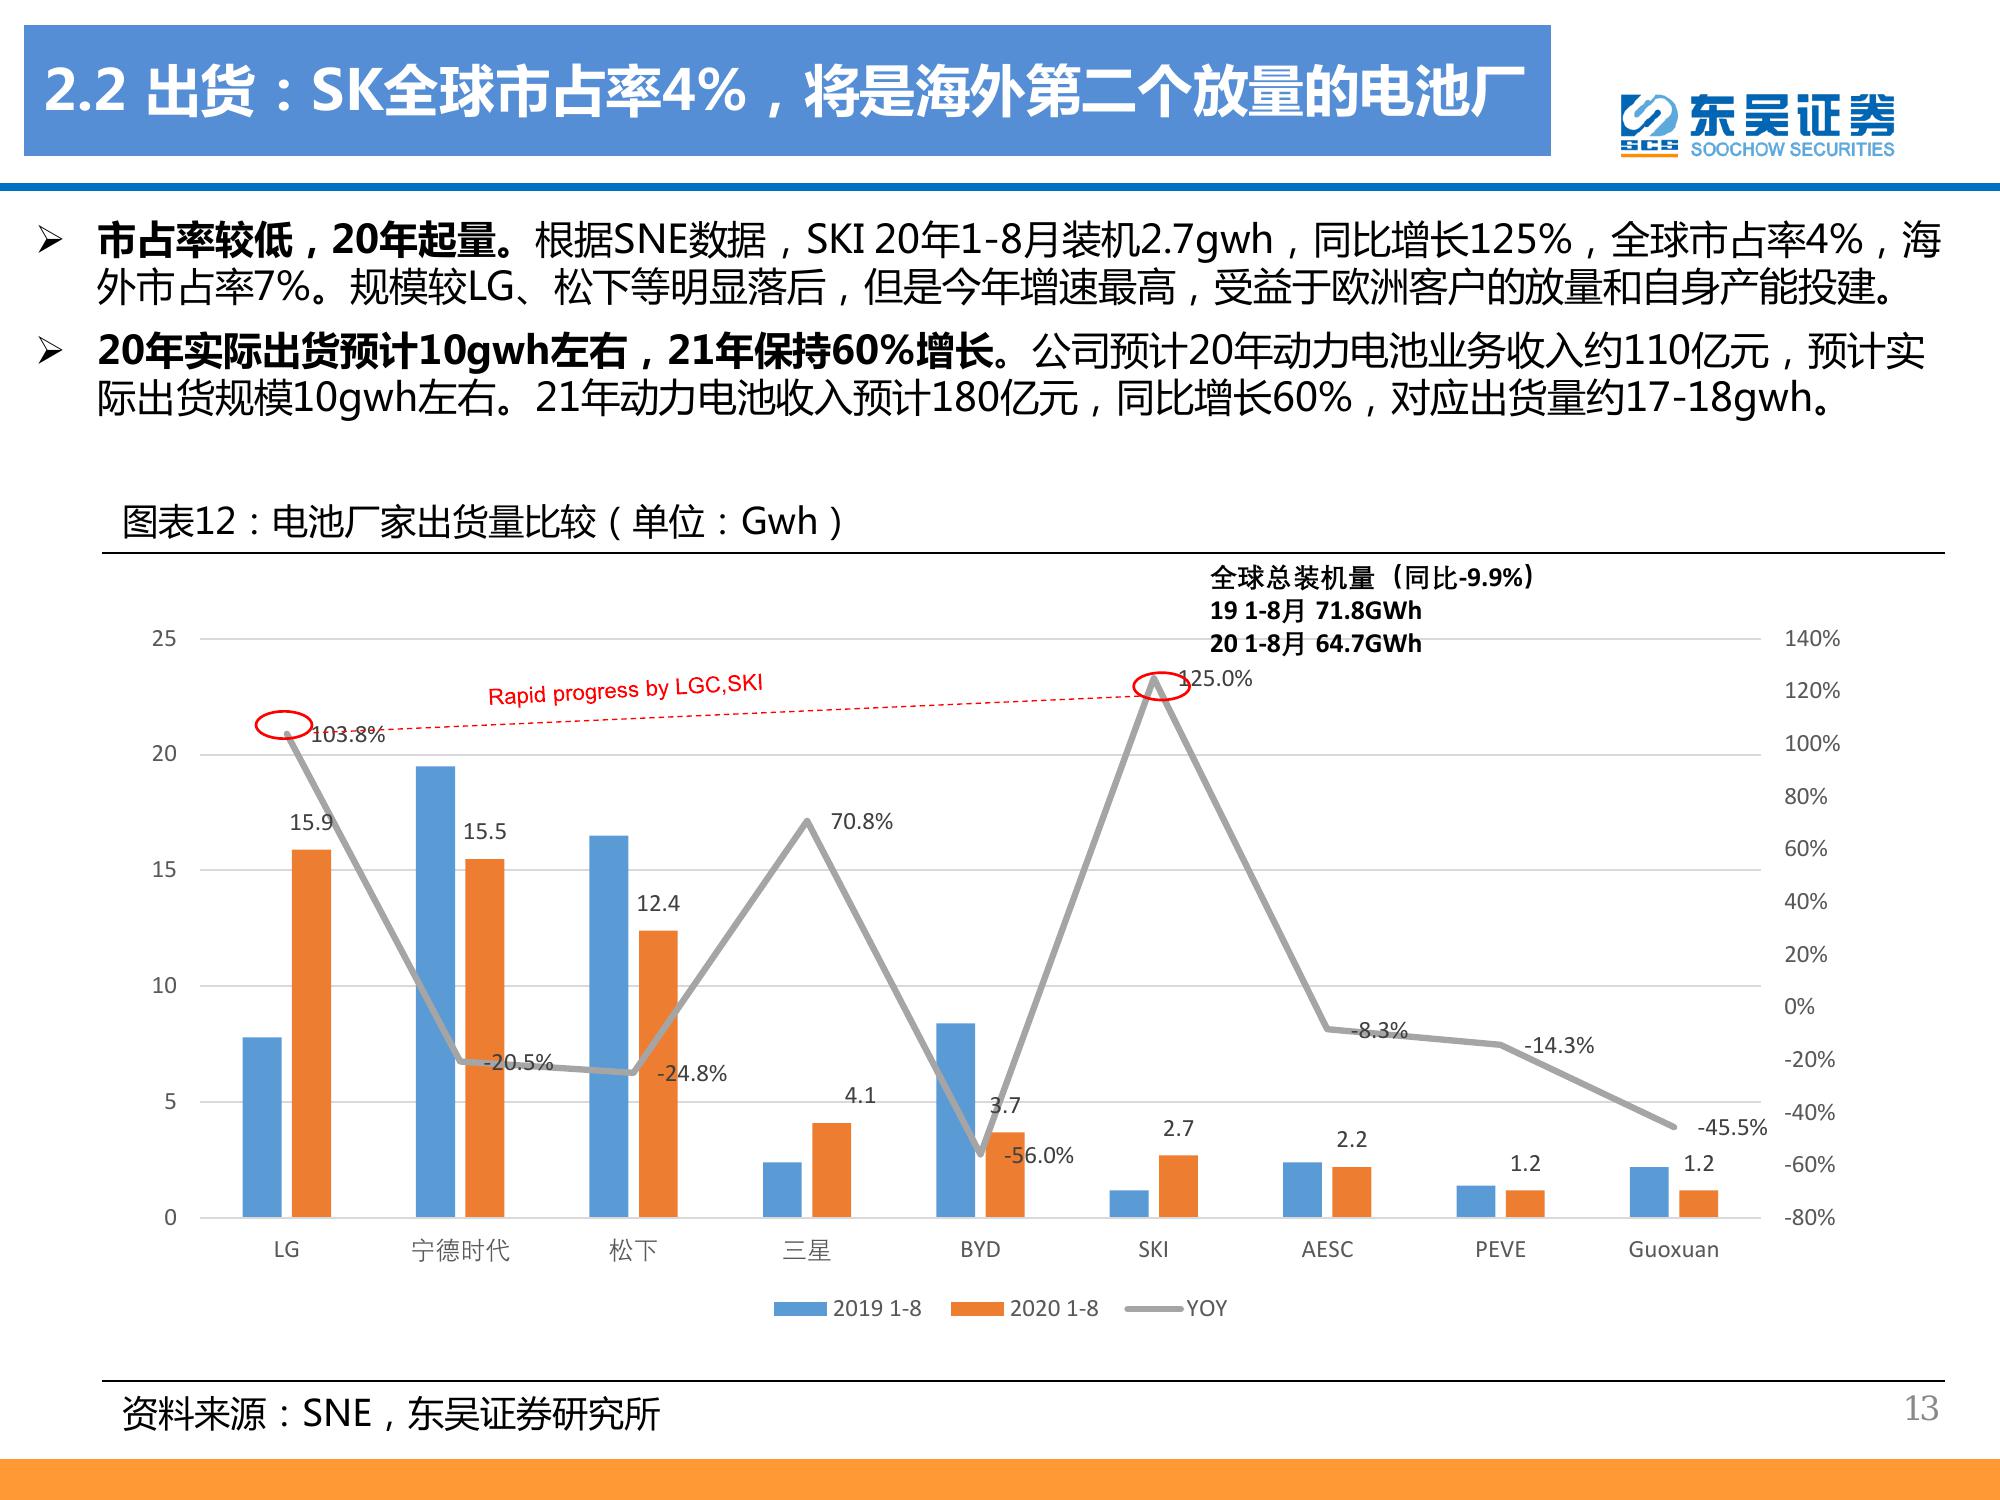 2.2 出货：SK全球市占率4%，将是海外第二个放量的电池厂
SCS
东吴证券
SOOCHOW SECURITIES
➢ 市占率较低，20年起量。根据SNE数据，SKI 20年1-8月装机2.7gwh，同比增长125%，全球市占率4%，海
外市占率7%。规模较LG、松下等明显落后，但是今年增速最高，受益于欧洲客户的放量和自身产能投建。
➢ 20年实际出货预计10gwh左右，21年保持60%增长。公司预计20年动力电池业务收入约110亿元，预计实
际出货规模10gwh左右。21年动力电池收入预计180亿元，同比增长60%，对应出货量约17-18gwh。
图表12：电池厂家出货量比较（单位：Gwh）
全球总装机量（同比-9.9%）
19 1-8月 71.8GWh
20 1-8月 64.7GWh
25
20
15
10
5
0
140%
120%
100%
80%
60%
40%
20%
0%
-20%
-40%
-60%
-80%
Rapid progress by LGC,SKI
103.8%
-20.5%
-24.8%
70.8%
-56.0%
125.0%
-8.3%
-14.3%
-45.5%
15.9
15.5
12.4
4.1
3.7
2.7
2.2
1.2
1.2
LG
宁德时代
松下
三星
BYD
SKI
AESC
PEVE
Guoxuan
2019 1-8
2020 1-8
YOY
资料来源：SNE，东吴证券研究所
13